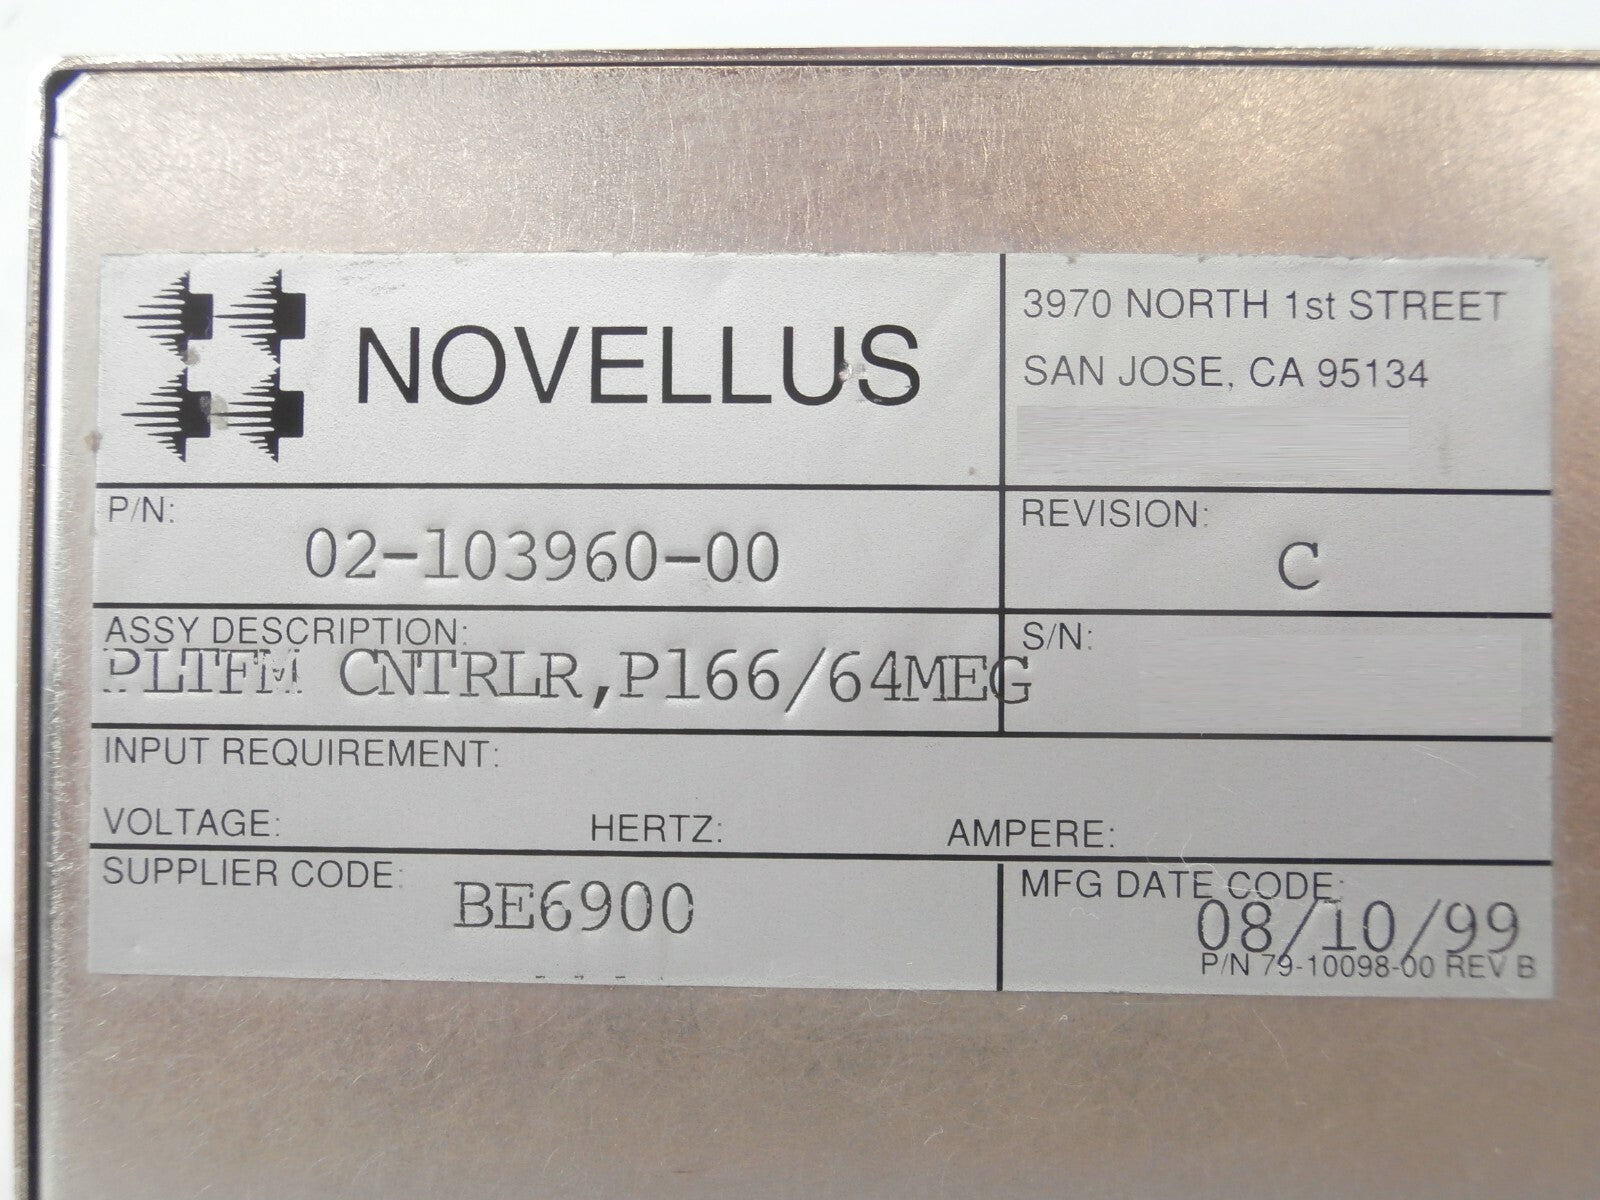 NOVELLUS
3970 NORTH 1st STREET
SAN JOSE, CA 95134
P/N:
02-103960-00
REVISION:
C
ASSY DESCRIPTION:
PLTFM CNTRLR,P166/64MEG
S/N:
INPUT REQUIREMENT:
VOLTAGE: HERTZ: AMPERE:
SUPPLIER CODE:
BE6900
MFG DATE CODE:
08/10/99
P/N 79-10098-00 REV B